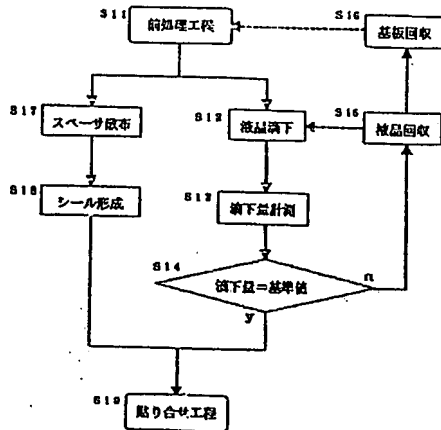 S11
前処理工程
S16
基板回収
S17
スペーサ散布
S12
液晶滴下
S15
液晶回収
S18
シール形成
S13
滴下量計測
S14
滴下量=基準値
n
y
S19
貼り合せ工程